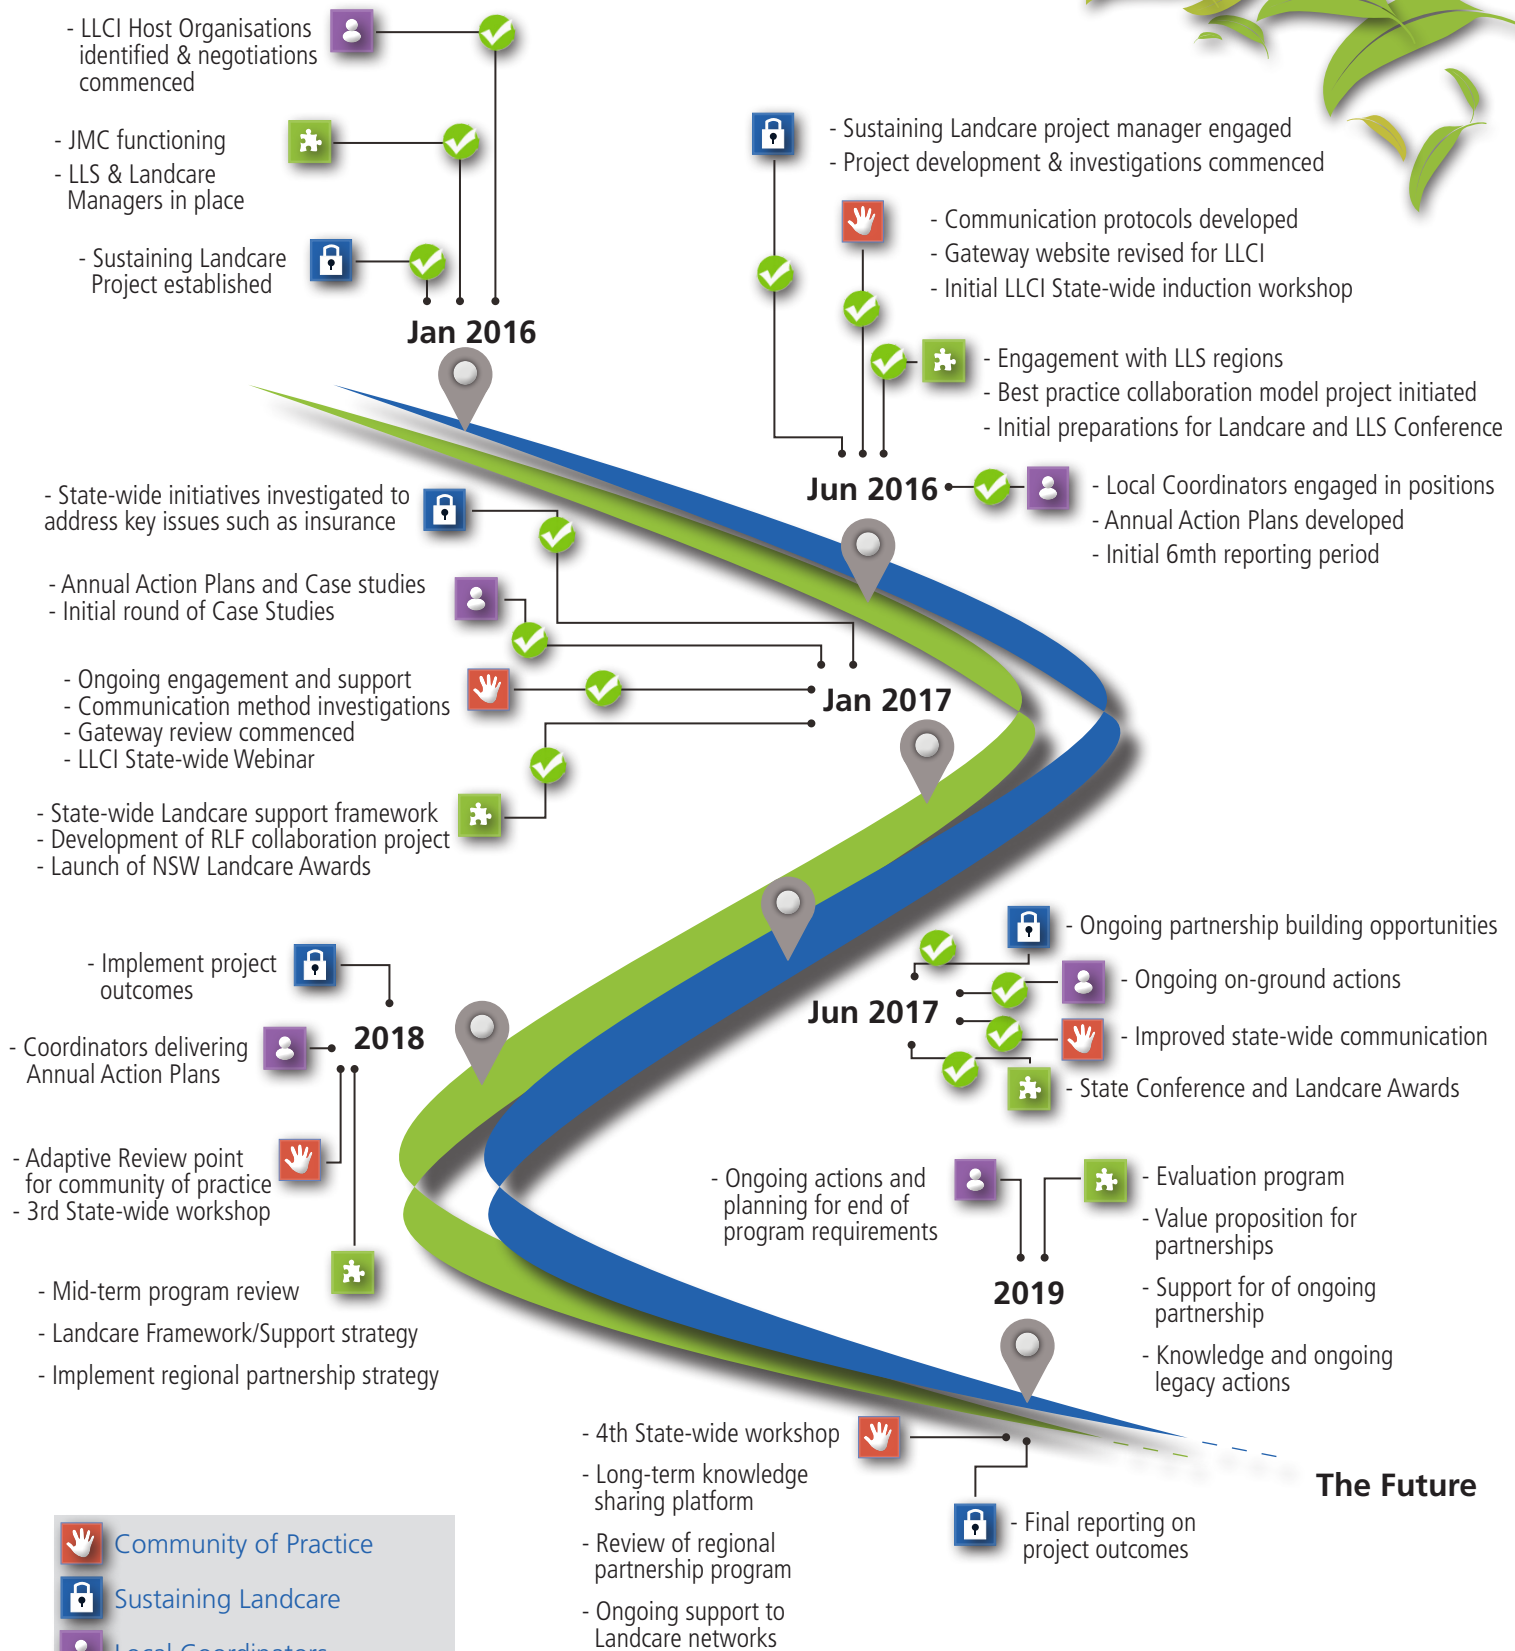 - LLCI Host Organisations
identified & negotiations
commenced
- JMC functioning
- LLS & Landcare
Managers in place
- Sustaining Landcare
Project established
Jan 2016
- Sustaining Landcare project manager engaged
- Project development & investigations commenced
- Communication protocols developed
- Gateway website revised for LLCI
- Initial LLCI State-wide induction workshop
- Engagement with LLS regions
- Best practice collaboration model project initiated
- Initial preparations for Landcare and LLS Conference
Jun 2016
- Local Coordinators engaged in positions
- Annual Action Plans developed
- Initial 6mth reporting period
- State-wide initiatives investigated to
address key issues such as insurance
- Annual Action Plans and Case studies
- Initial round of Case Studies
- Ongoing engagement and support
- Communication method investigations
- Gateway review commenced
- LLCI State-wide Webinar
Jan 2017
- State-wide Landcare support framework
- Development of RLF collaboration project
- Launch of NSW Landcare Awards
- Ongoing partnership building opportunities
- Ongoing on-ground actions
Jun 2017
- Improved state-wide communication
- State Conference and Landcare Awards
- Implement project
outcomes
2018
- Coordinators delivering
Annual Action Plans
- Adaptive Review point
for community of practice
- 3rd State-wide workshop
- Mid-term program review
- Landcare Framework/Support strategy
- Implement regional partnership strategy
- Ongoing actions and
planning for end of
program requirements
2019
- Evaluation program
- Value proposition for
partnerships
- Support for of ongoing
partnership
- Knowledge and ongoing
legacy actions
- 4th State-wide workshop
- Long-term knowledge
sharing platform
- Review of regional
partnership program
- Ongoing support to
Landcare networks
- Final reporting on
project outcomes
The Future
Community of Practice
Sustaining Landcare
Local Coordinators